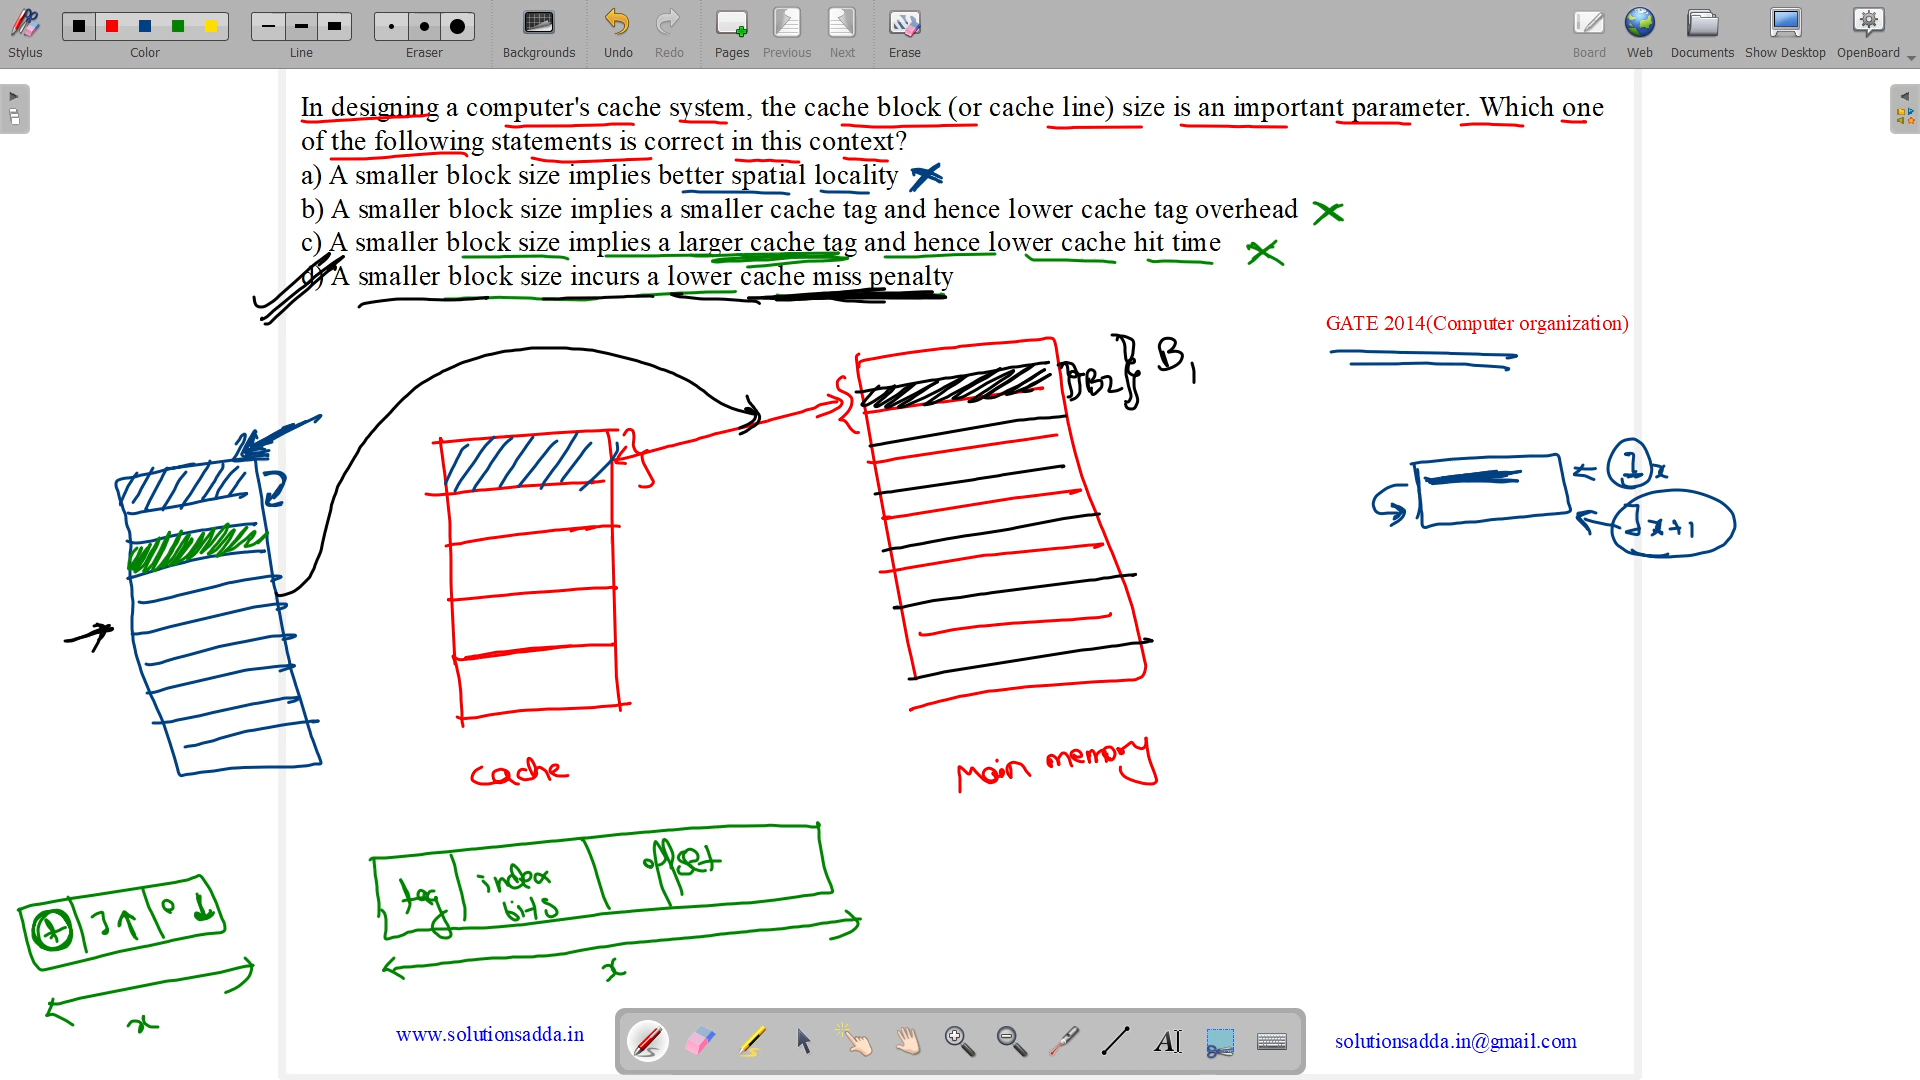 Stylus
Color
Line
Eraser
Backgrounds
Undo
Redo
Pages
Previous
Next
Erase
Board
Web
Documents
Show Desktop
OpenBoard
In designing a computer's cache system, the cache block (or cache line) size is an important parameter. Which one
of the following statements is correct in this context?
a) A smaller block size implies better spatial locality
b) A smaller block size implies a smaller cache tag and hence lower cache tag overhead
c) A smaller block size implies a larger cache tag and hence lower cache hit time
d) A smaller block size incurs a lower cache miss penalty
GATE 2014(Computer organization)
B2
B1
I x
I x+1
cache
Main memory
tag
index
bits
offset
x
x
www.solutionsadda.in
solutionsadda.in@gmail.com